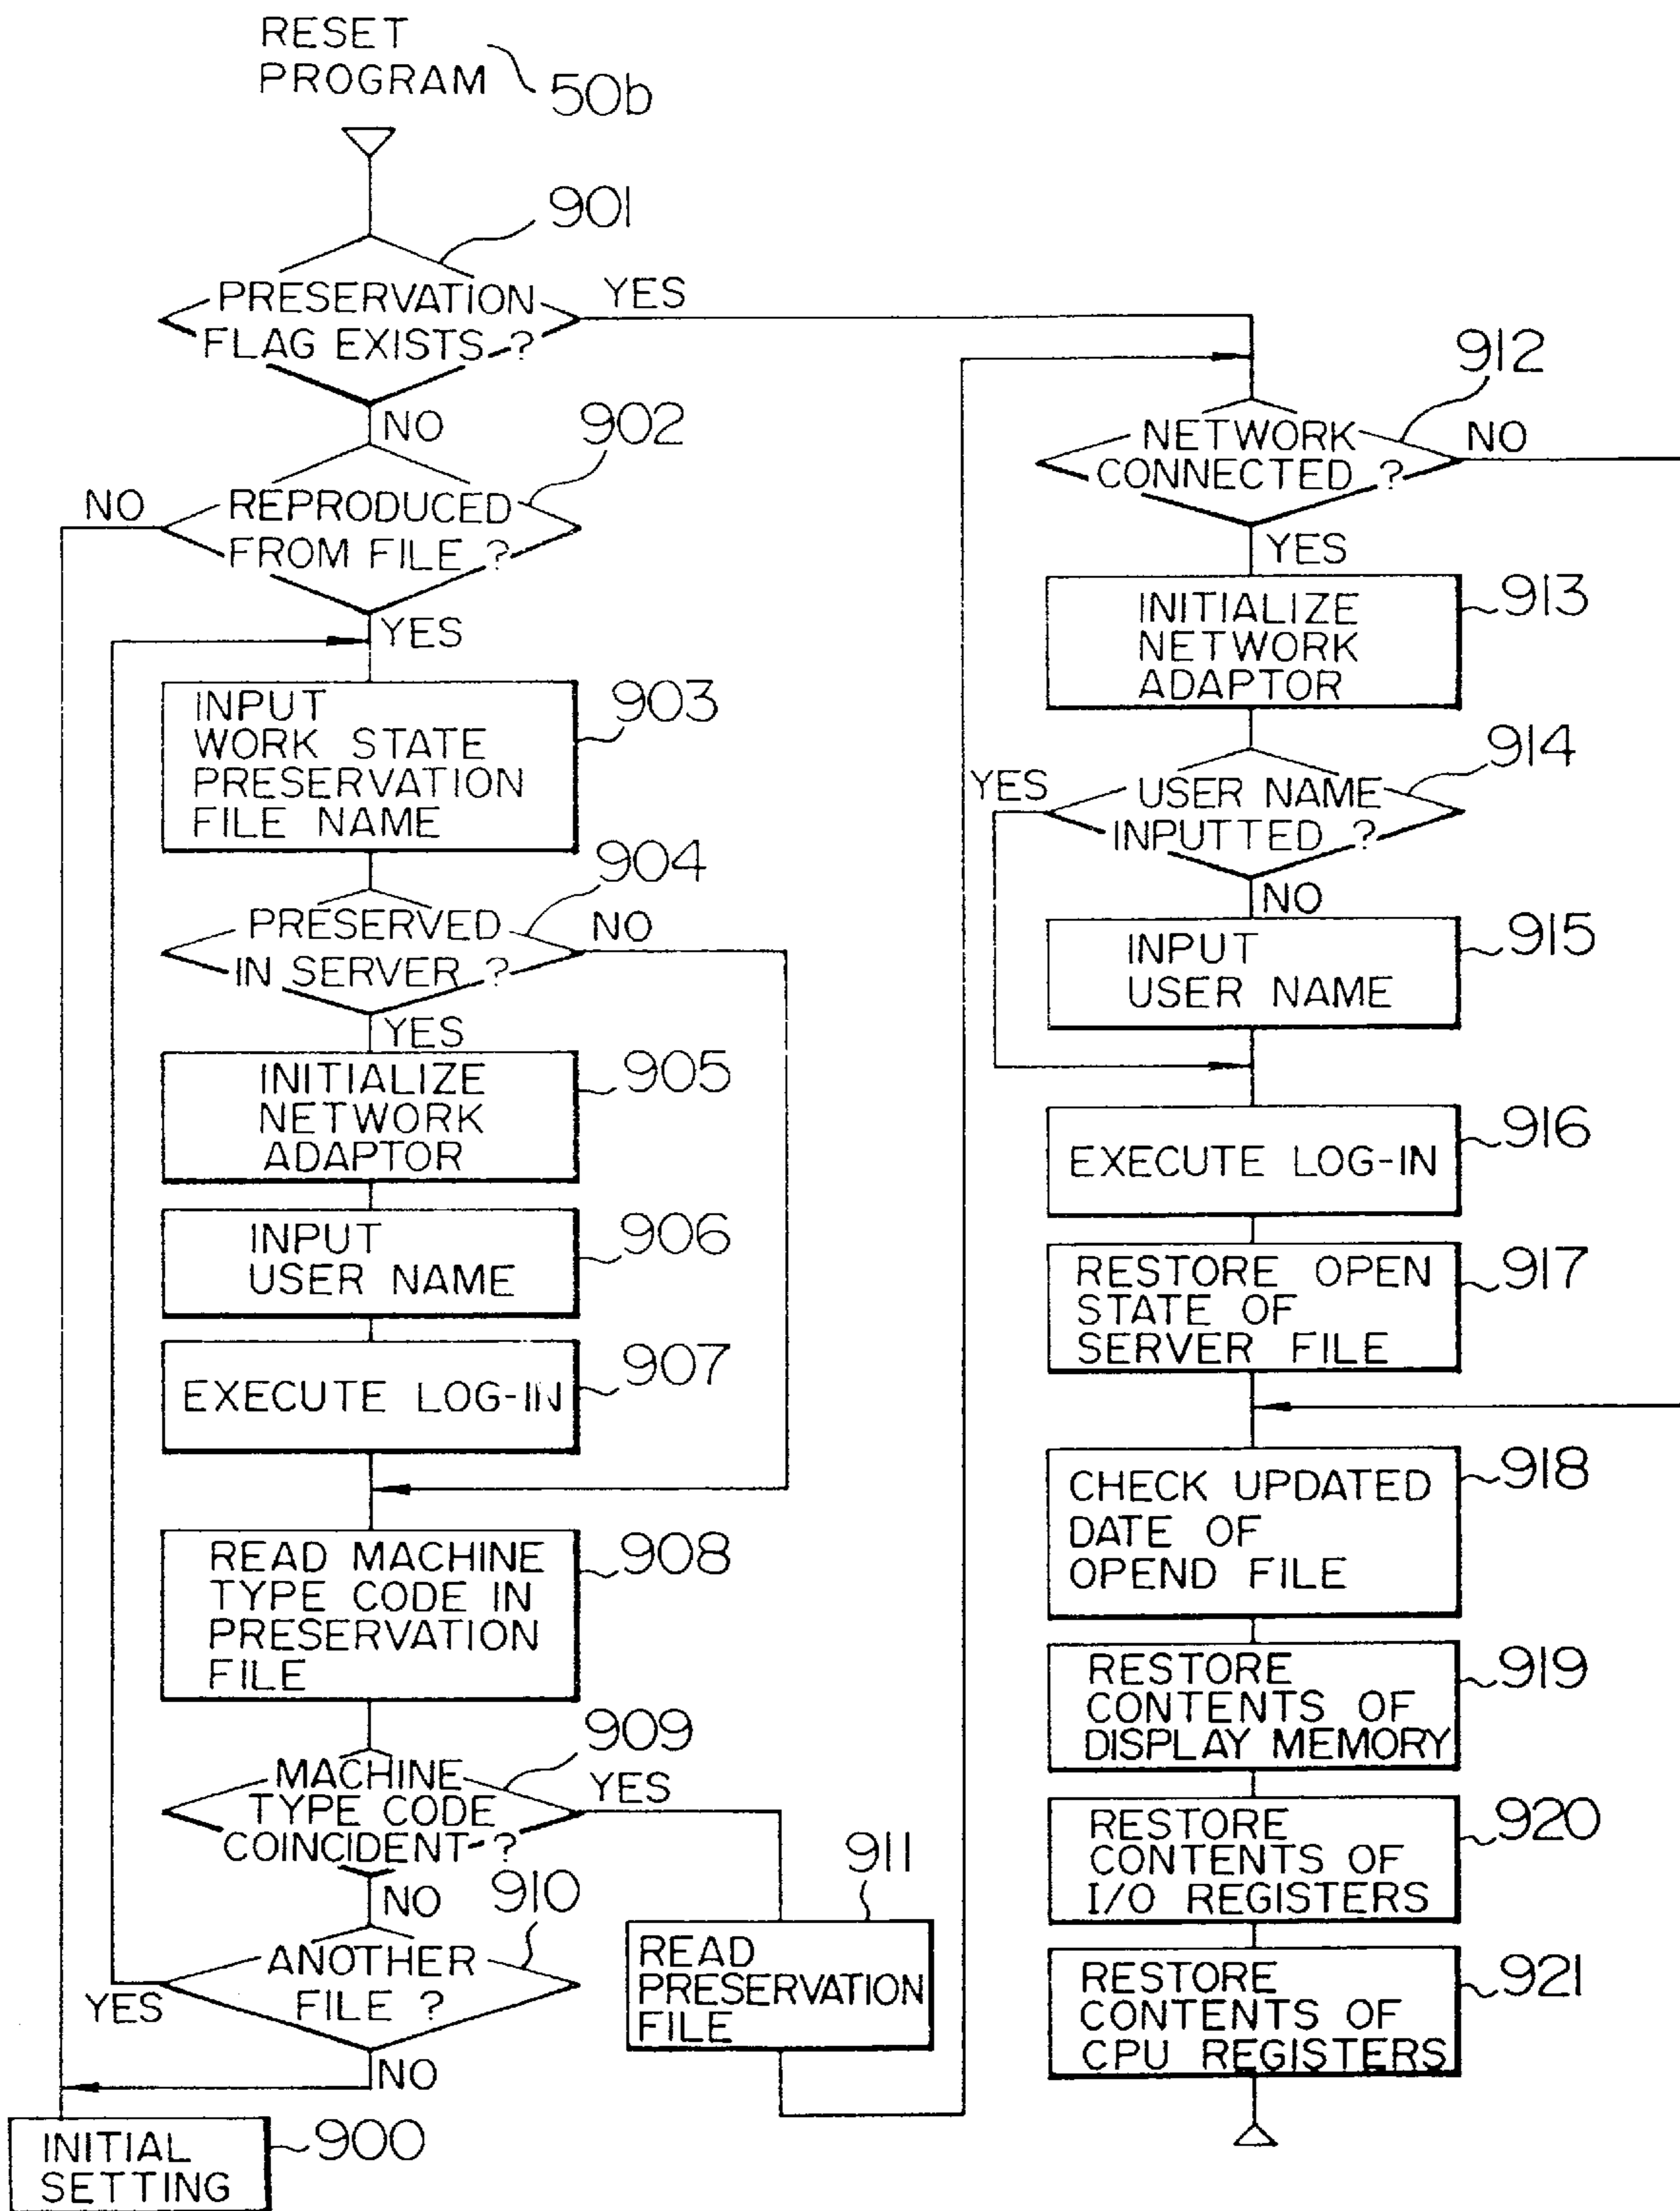 RESET
PROGRAM
50b
901
PRESERVATION
FLAG EXISTS ?
YES
NO
902
REPRODUCED
FROM FILE ?
NO
YES
INPUT
WORK STATE
PRESERVATION
FILE NAME
903
904
PRESERVED
IN SERVER ?
NO
YES
INITIALIZE
NETWORK
ADAPTOR
905
INPUT
USER NAME
906
EXECUTE LOG-IN
907
READ MACHINE
TYPE CODE IN
PRESERVATION
FILE
908
909
MACHINE
TYPE CODE
COINCIDENT ?
YES
NO
910
ANOTHER
FILE ?
YES
NO
INITIAL
SETTING
900
911
READ
PRESERVATION
FILE
912
NETWORK
CONNECTED ?
NO
YES
INITIALIZE
NETWORK
ADAPTOR
913
914
USER NAME
INPUTTED ?
YES
NO
INPUT
USER NAME
915
EXECUTE LOG-IN
916
RESTORE OPEN
STATE OF
SERVER FILE
917
CHECK UPDATED
DATE OF
OPEND FILE
918
RESTORE
CONTENTS OF
DISPLAY MEMORY
919
RESTORE
CONTENTS OF
I/O REGISTERS
920
RESTORE
CONTENTS OF
CPU REGISTERS
921